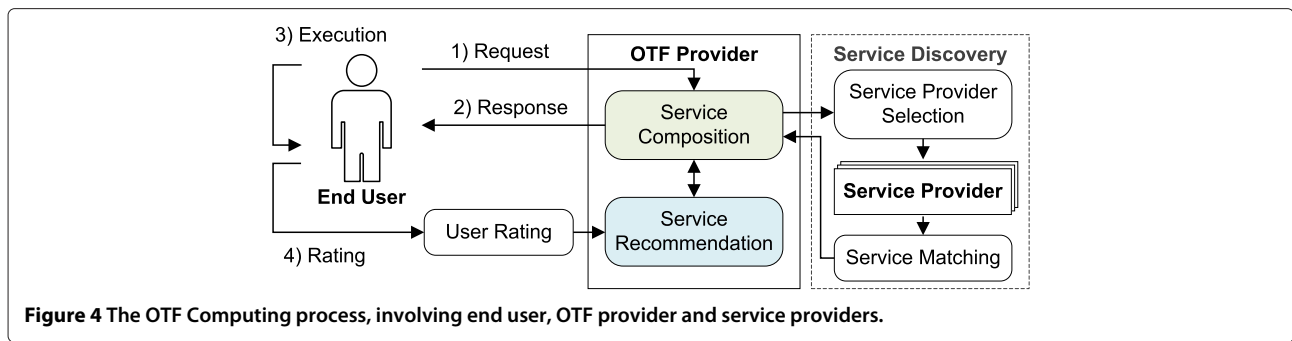 3) Execution
1) Request
OTF Provider
Service Discovery
2) Response
Service
Composition
Service Provider
Selection
End User
Service Provider
4) Rating
User Rating
Service
Recommendation
Service Matching
Figure 4 The OTF Computing process, involving end user, OTF provider and service providers.